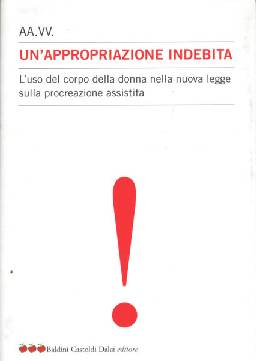 AA.VV.
UN'APPROPRIAZIONE INDEBITA
L'uso del corpo della donna nella nuova legge
sulla procreazione assistita
!
Baldini Castoldi Dalai editore